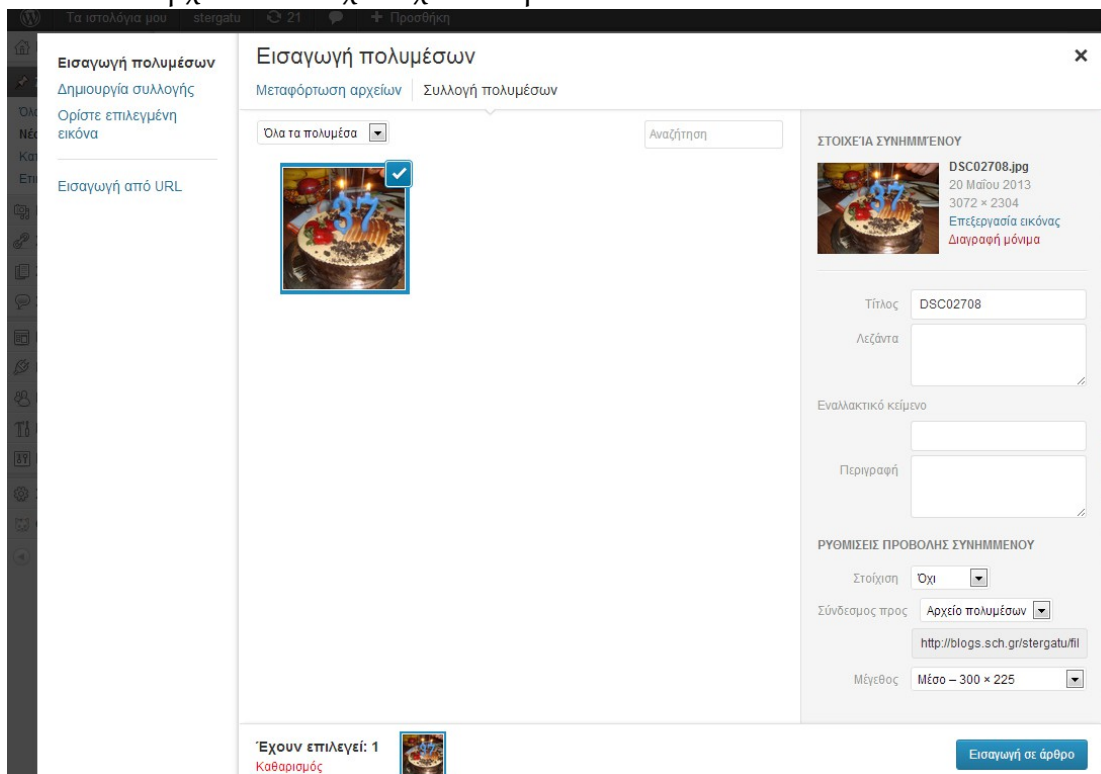 Τα ιστολόγια μου stergatu 21 + Προσθήκη
Εισαγωγή πολυμέσων
Δημιουργία συλλογής
Ορίστε επιλεγμένη
εικόνα
Εισαγωγή από URL
Εισαγωγή πολυμέσων
Μεταφόρτωση αρχείων Συλλογή πολυμέσων
Όλα τα πολυμέσα
Αναζήτηση
37
ΣΤΟΙΧΕΊΑ ΣΥΝΗΜΜΈΝΟΥ
DSC02708.jpg
20 Μαΐου 2013
3072 × 2304
Επεξεργασία εικόνας
Διαγραφή μόνιμα
Τίτλος DSC02708
Λεζάντα
Εναλλακτικό κείμενο
Περιγραφή
ΡΥΘΜΙΣΕΙΣ ΠΡΟΒΟΛΗΣ ΣΥΝΗΜΜΕΝΟΥ
Στοίχιση Όχι
Σύνδεσμος προς Αρχείο πολυμέσων
http://blogs.sch.gr/stergatu/fil
Μέγεθος Μέσο – 300 × 225
Έχουν επιλεγεί: 1
Καθαρισμός
Εισαγωγή σε άρθρο